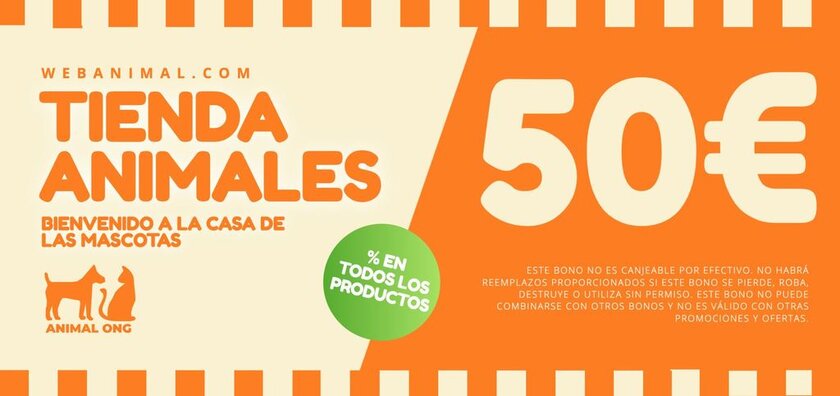 WEBANIMAL.COM
TIENDA
ANIMALES
BIENVENIDO A LA CASA DE
LAS MASCOTAS
ANIMAL ONG
% EN
TODOS LOS
PRODUCTOS
50€
ESTE BONO NO ES CANJEABLE POR EFECTIVO. NO HABRÁ
REEMPLAZOS PROPORCIONADOS SI ESTE BONO SE PIERDE, ROBA,
DESTRUYE O UTILIZA SIN PERMISO. ESTE BONO NO PUEDE
COMBINARSE CON OTROS BONOS Y NO ES VÁLIDO CON OTRAS
PROMOCIONES Y OFERTAS.